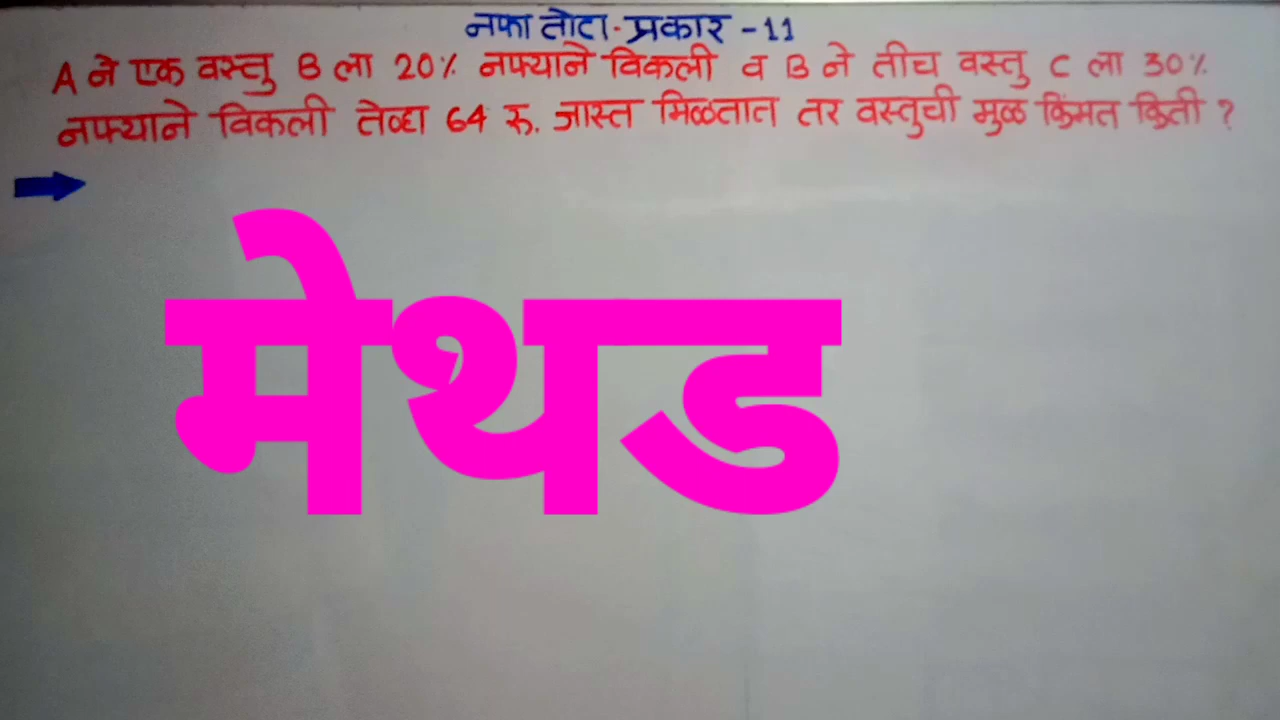 नफा तोटा. प्रकार - 11
A ने एक वस्तु B ला 20% नफ्याने विकली व B ने तीच वस्तु C ला 30%
नफ्याने विकली तेव्हा 64 रु. जास्त मिळतात तर वस्तुची मुळ किंमत किती ?
मेथड